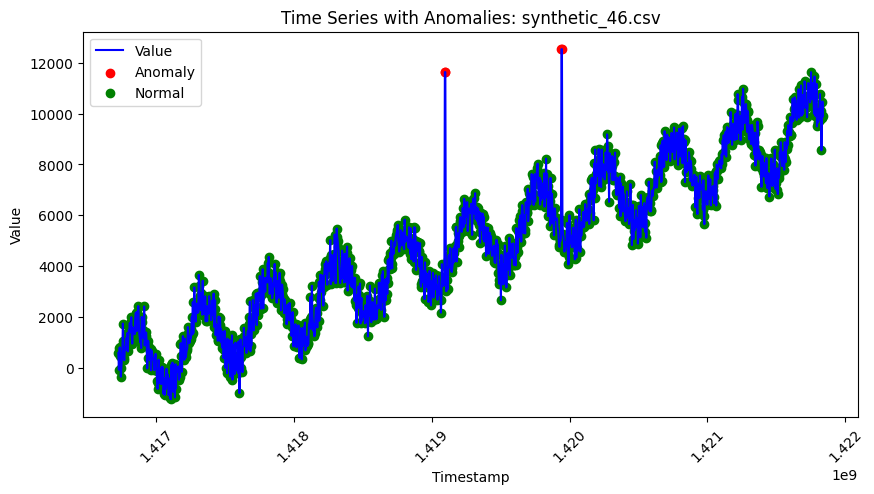 Time Series with Anomalies: synthetic_46.csv
Value
Anomaly
Normal
12000
10000
8000
6000
4000
2000
0
Value
1.417
1.418
1.419
1.420
1.421
1.422
1e9
Timestamp